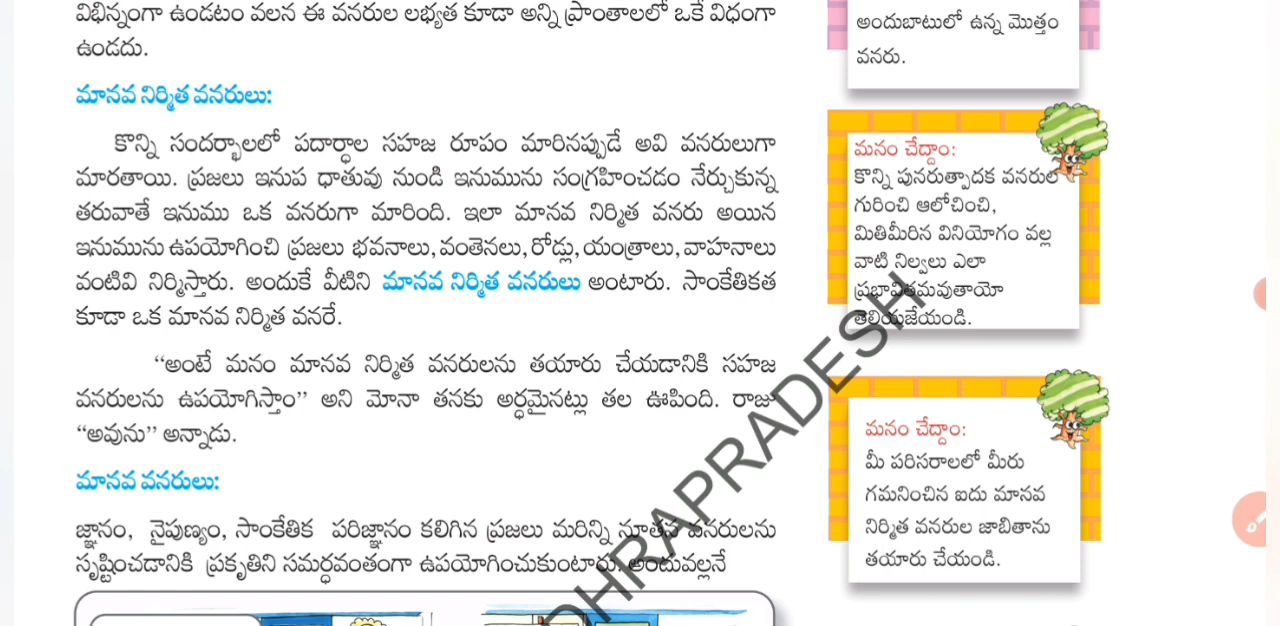 విభిన్నంగా ఉండటం వలన ఈ వనరుల లభ్యత కూడా అన్ని ప్రాంతాలలో ఒకే విధంగా
ఉండదు.
మానవ నిర్మిత వనరులు:
కొన్ని సందర్భాలలో పదార్థాల సహజ రూపం మారినప్పుడే అవి వనరులుగా
మారతాయి. ప్రజలు ఇనుప ధాతువు నుండి ఇనుమును సంగ్రహించడం నేర్చుకున్న
తరువాతే ఇనుము ఒక వనరుగా మారింది. ఇలా మానవ నిర్మిత వనరు అయిన
ఇనుమును ఉపయోగించి ప్రజలు భవనాలు, వంతెనలు, రోడ్లు, యంత్రాలు, వాహనాలు
వంటివి నిర్మిస్తారు. అందుకే వీటిని మానవ నిర్మిత వనరులు అంటారు. సాంకేతికత
కూడా ఒక మానవ నిర్మిత వనరే.
“అంటే మనం మానవ నిర్మిత వనరులను తయారు చేయడానికి సహజ
వనరులను ఉపయోగిస్తాం” అని మోనా తనకు అర్థమైనట్లు తల ఊపింది. రాజు
“అవును” అన్నాడు.
మానవ వనరులు:
జ్ఞానం, నైపుణ్యం, సాంకేతిక పరిజ్ఞానం కలిగిన ప్రజలు మరిన్ని నూతన వనరులను
సృష్టించడానికి ప్రకృతిని సమర్థవంతంగా ఉపయోగించుకుంటారు. అందువల్లనే
అందుబాటులో ఉన్న మొత్తం
వనరు.
మనం చేద్దాం:
కొన్ని పునరుత్పాదక వనరుల
గురించి ఆలోచించి,
మితిమీరిన వినియోగం వల్ల
వాటి నిల్వలు ఎలా
ప్రభావితమవుతాయో
తెలియజేయండి.
మనం చేద్దాం:
మీ పరిసరాలలో మీరు
గమనించిన ఐదు మానవ
నిర్మిత వనరుల జాబితాను
తయారు చేయండి.
DHRAPRADESH